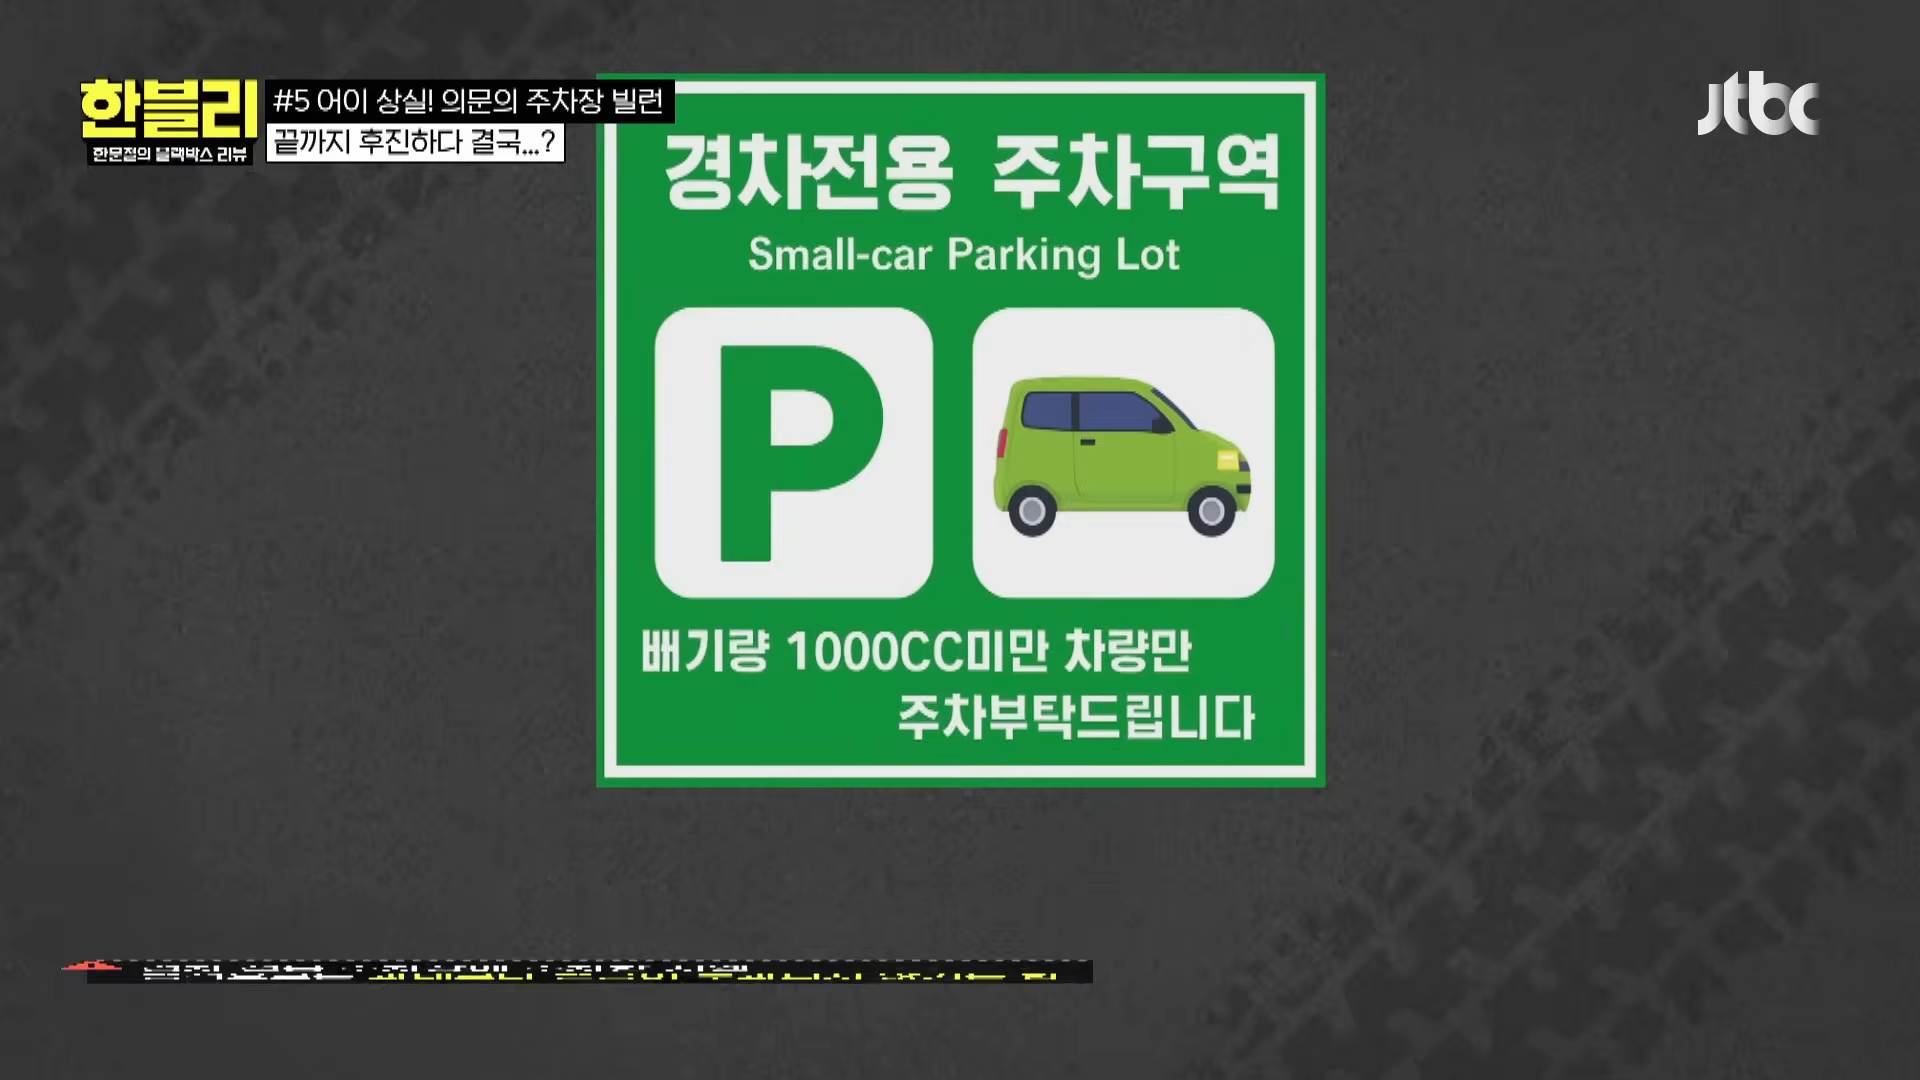 한블리
한문철의 블랙박스 리뷰
#5 어이 상실! 의문의 주차장 빌런
끝까지 후진하다 결국...?
jtbc
경차전용 주차구역
Small-car Parking Lot
P
배기량 1000CC미만 차량만
주차부탁드립니다